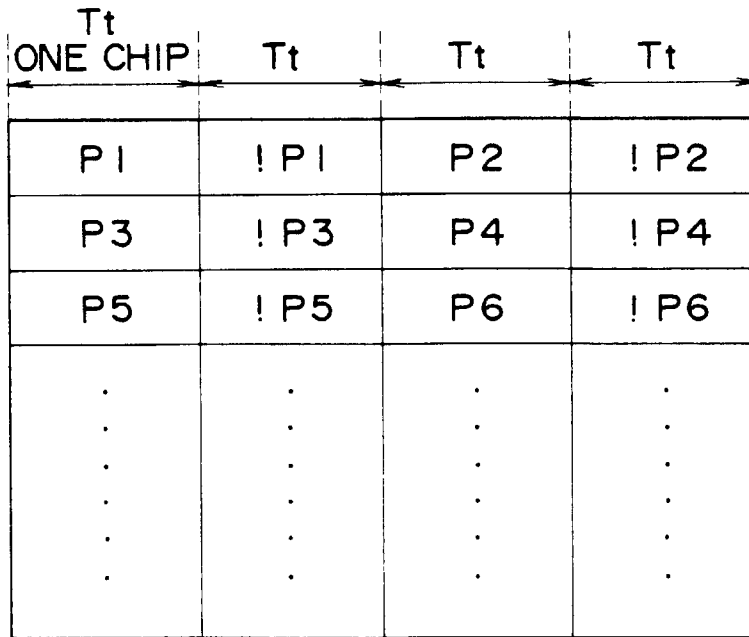 Tt
ONE CHIP Tt Tt Tt
P1 !P1 P2 !P2
P3 !P3 P4 !P4
P5 !P5 P6 !P6